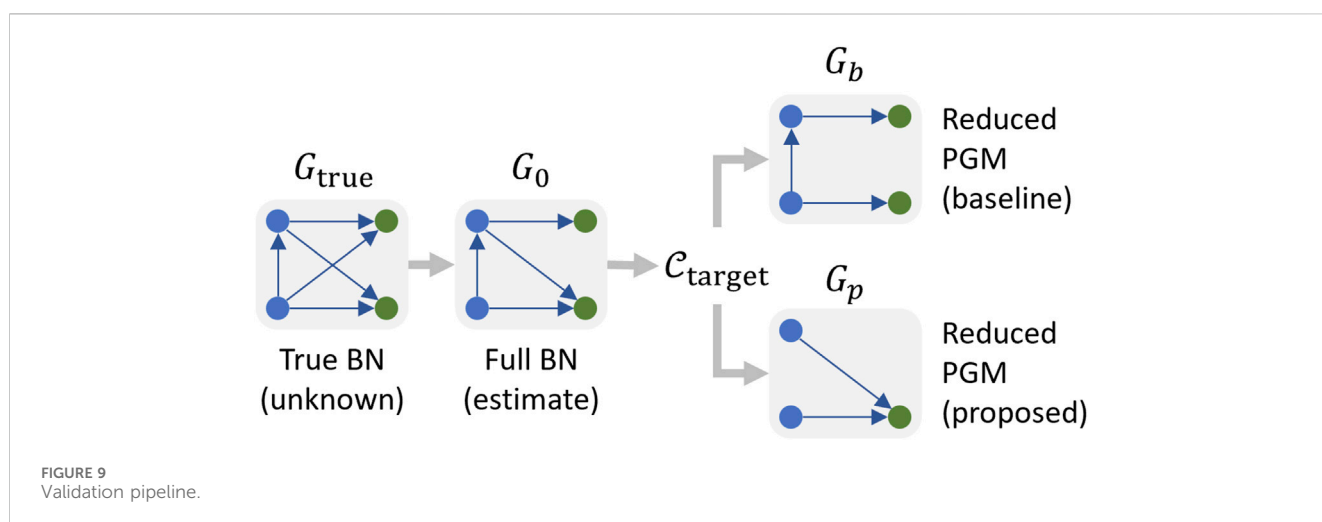 G_true
True BN
(unknown)
G_0
Full BN
(estimate)
𝒞_target
G_b
Reduced
PGM
(baseline)
G_p
Reduced
PGM
(proposed)
FIGURE 9
Validation pipeline.